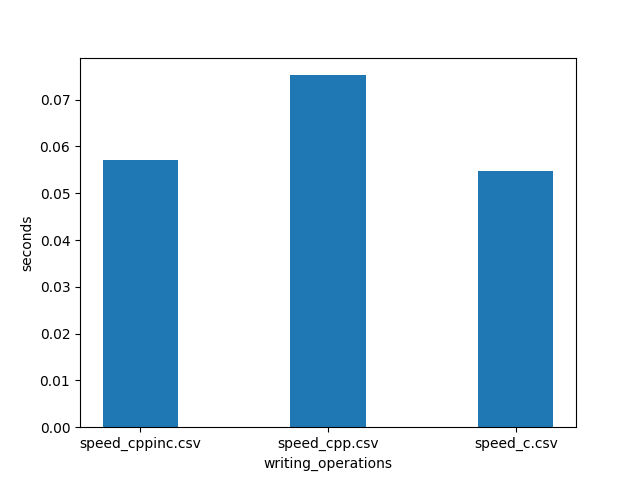 0.07
0.06
0.05
0.04
0.03
0.02
0.01
0.00
seconds
speed_cppinc.csv
speed_cpp.csv
speed_c.csv
writing_operations